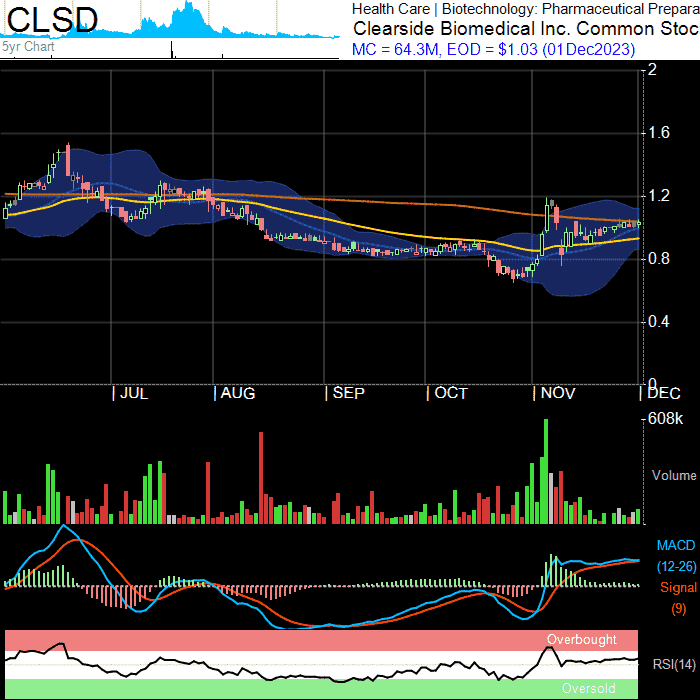 CLSD
5yr Chart
Health Care | Biotechnology: Pharmaceutical Prepara
Clearside Biomedical Inc. Common Stoc
MC = 64.3M, EOD = $1.03 (01Dec2023)
2
1.6
1.2
0.8
0.4
0
JUL
AUG
SEP
OCT
NOV
DEC
608k
Volume
MACD
(12-26)
Signal
(9)
Overbought
RSI(14)
Oversold